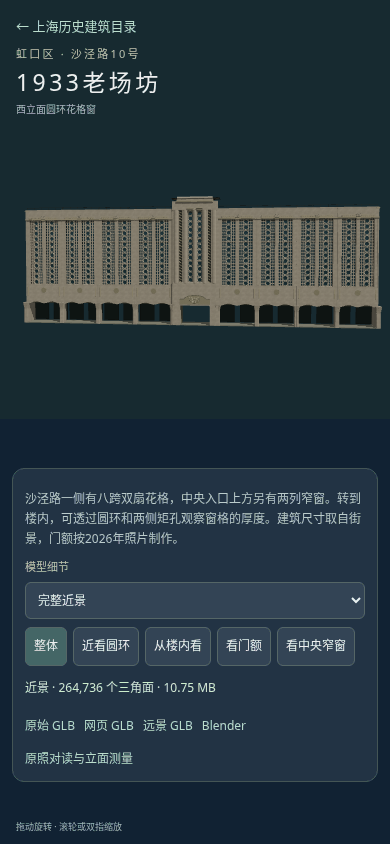 ← 上海历史建筑目录
虹口区 · 沙泾路10号
1933老场坊
西立面圆环花格窗
沙泾路一侧有八跨双扇花格，中央入口上方另有两列窄窗。转到
楼内，可透过圆环和两侧矩孔观察窗格的厚度。建筑尺寸取自街
景，门额按2026年照片制作。
模型细节
完整近景
整体 近看圆环 从楼内看 看门额 看中央窄窗
近景 · 264,736 个三角面 · 10.75 MB
原始 GLB 网页 GLB 远景 GLB Blender
原照对读与立面测量
拖动旋转 · 滚轮或双指缩放